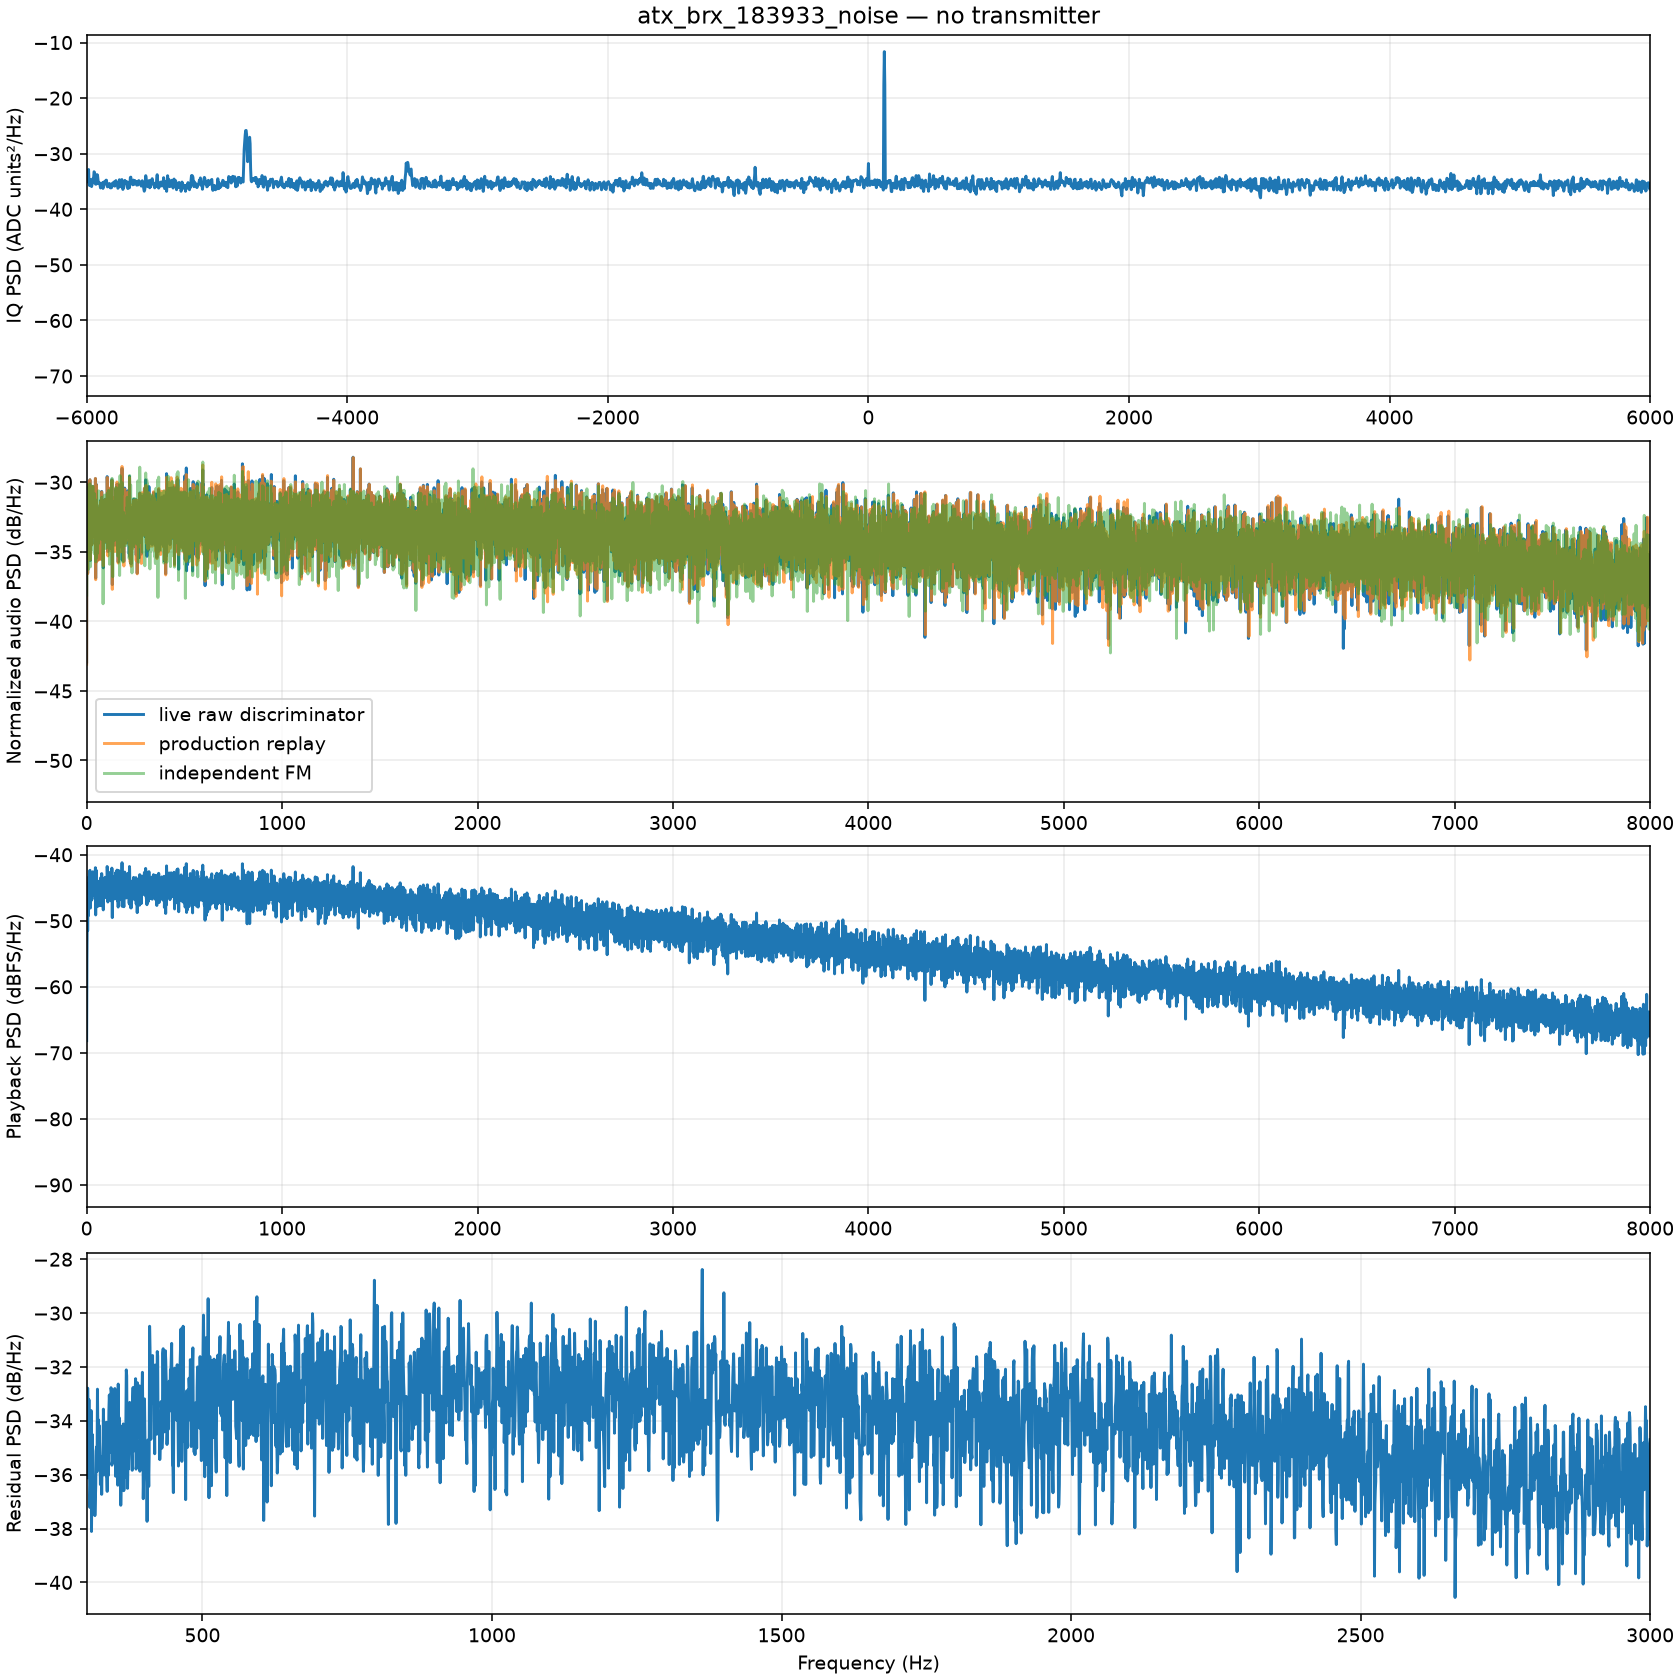 atx_brx_183933_noise — no transmitter
IQ PSD (ADC units²/Hz)
−10
−20
−30
−40
−50
−60
−70
−6000 −4000 −2000 0 2000 4000 6000
Normalized audio PSD (dB/Hz)
−30
−35
−40
−45
−50
live raw discriminator
production replay
independent FM
0 1000 2000 3000 4000 5000 6000 7000 8000
Playback PSD (dBFS/Hz)
−40
−50
−60
−70
−80
−90
0 1000 2000 3000 4000 5000 6000 7000 8000
Residual PSD (dB/Hz)
−28
−30
−32
−34
−36
−38
−40
500 1000 1500 2000 2500 3000
Frequency (Hz)